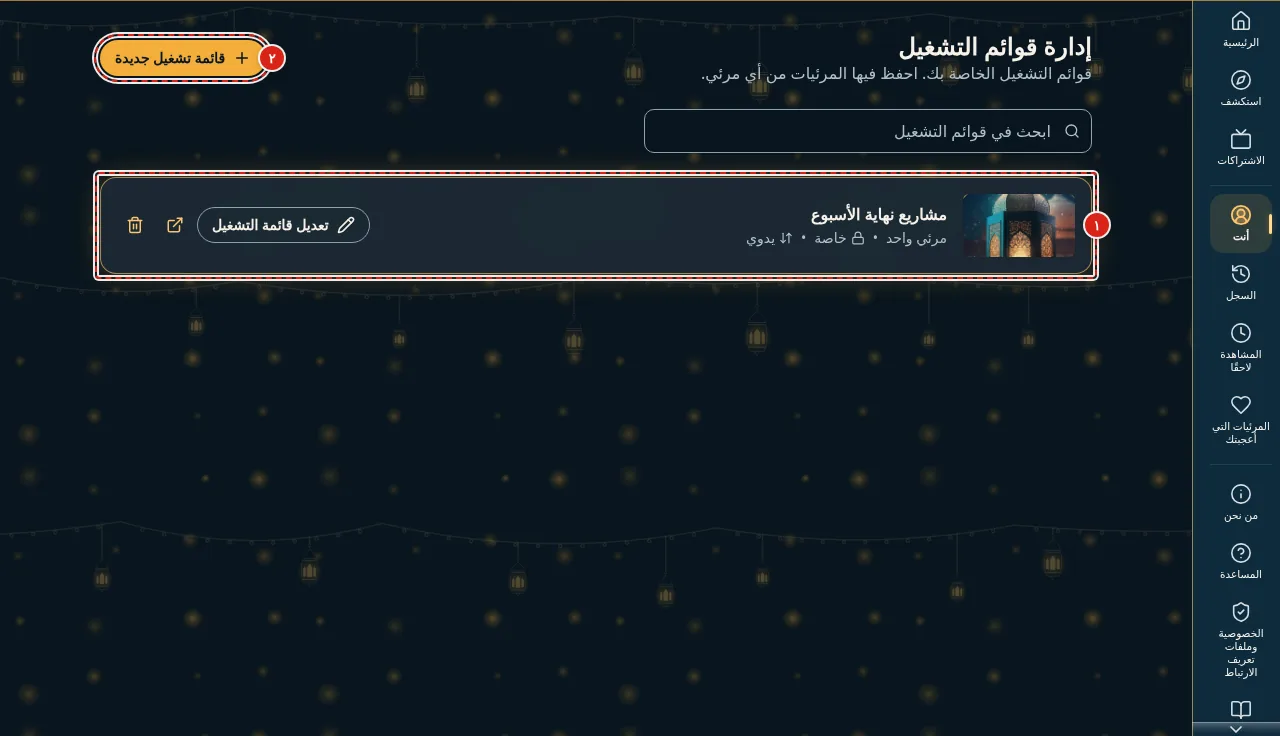 إدارة قوائم التشغيل
قوائم التشغيل الخاصة بك. احفظ فيها المرئيات من أي مرئي.
قائمة تشغيل جديدة
٢
ابحث في قوائم التشغيل
١
مشاريع نهاية الأسبوع
مرئي واحد • خاصة • يدوي
تعديل قائمة التشغيل
الرئيسية
استكشف
الاشتراكات
أنت
السجل
المشاهدة
لاحقًا
المرئيات التي
أعجبتك
من نحن
المساعدة
الخصوصية
وملفات
تعريف
الارتباط